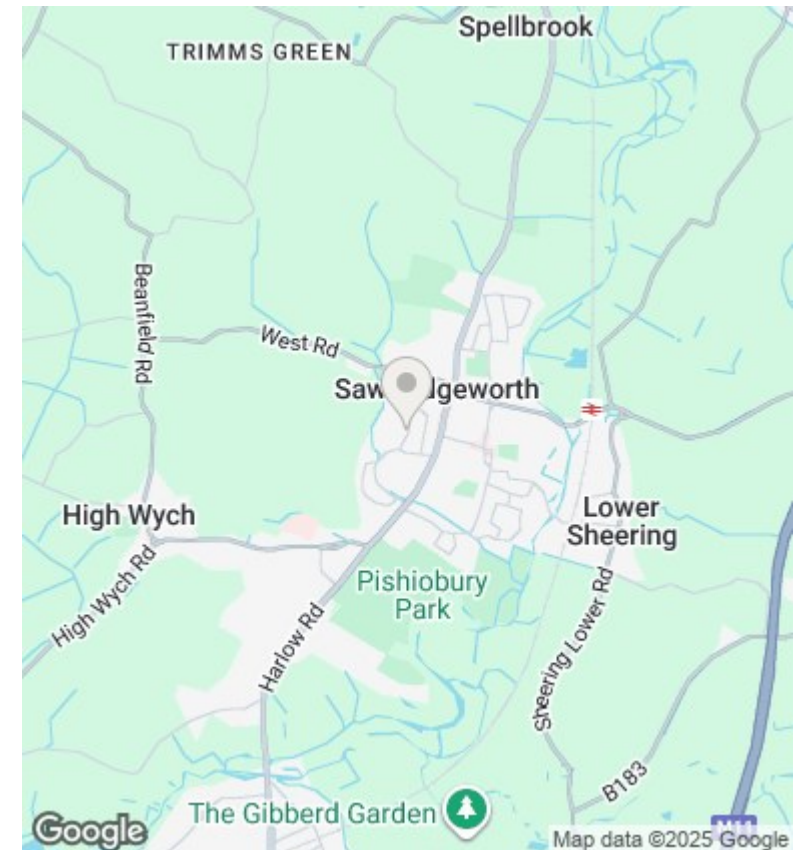 Spellbrook
TRIMMS GREEN
Beanfield Rd
West Rd
High Wych
Lower
Sheering
Pishiobury
Park
High Wych Rd
Harlow Rd
Sheering Lower Rd
B183
The Gibberd Garden
Google
Map data ©2025 Google